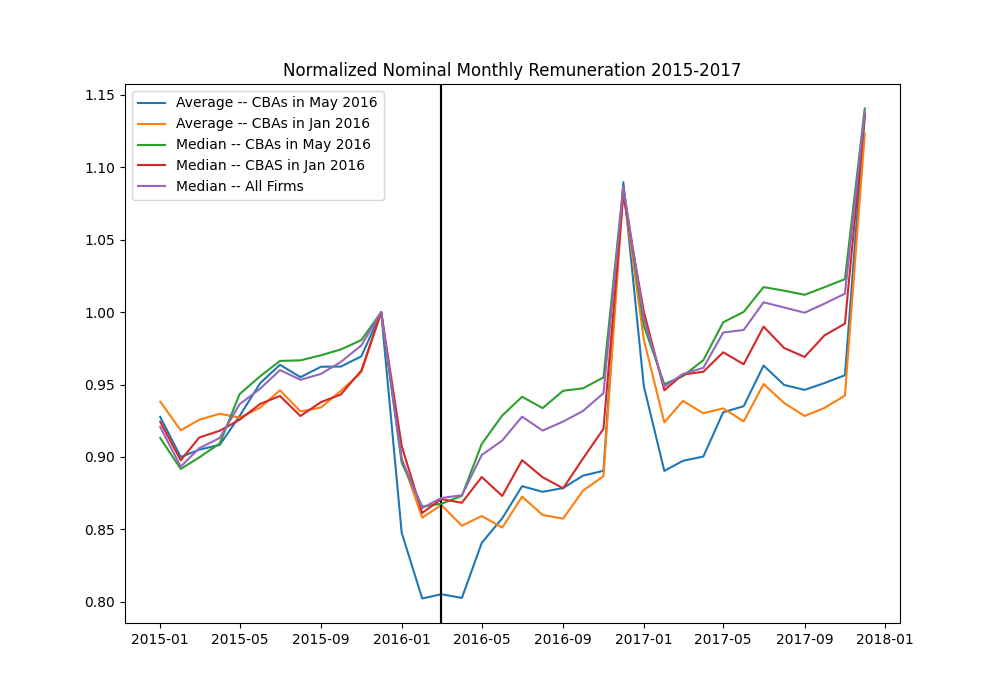 Normalized Nominal Monthly Remuneration 2015-2017
1.15
1.10
1.05
1.00
0.95
0.90
0.85
0.80
Average -- CBAs in May 2016
Average -- CBAs in Jan 2016
Median -- CBAs in May 2016
Median -- CBAS in Jan 2016
Median -- All Firms
2015-01 2015-05 2015-09 2016-01 2016-05 2016-09 2017-01 2017-05 2017-09 2018-01